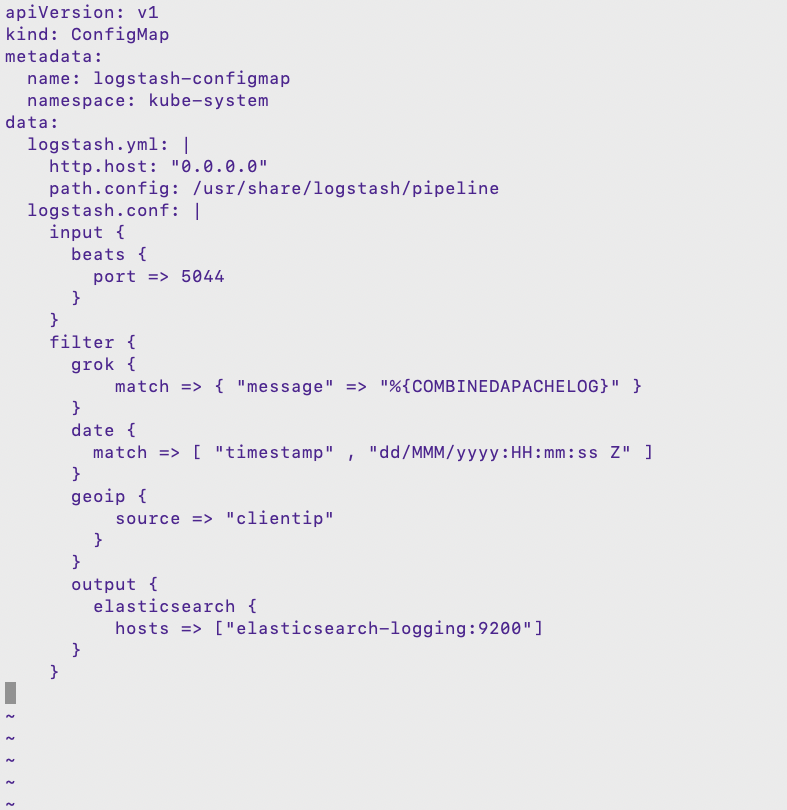 apiVersion: v1
kind: ConfigMap
metadata:
  name: logstash-configmap
  namespace: kube-system
data:
  logstash.yml: |
    http.host: "0.0.0.0"
    path.config: /usr/share/logstash/pipeline
  logstash.conf: |
    input {
      beats {
        port => 5044
      }
    }
    filter {
      grok {
          match => { "message" => "%{COMBINEDAPACHELOG}" }
      }
      date {
        match => [ "timestamp" , "dd/MMM/yyyy:HH:mm:ss Z" ]
      }
      geoip {
          source => "clientip"
        }
      }
      output {
        elasticsearch {
          hosts => ["elasticsearch-logging:9200"]
      }
    }
~
~
~
~
~